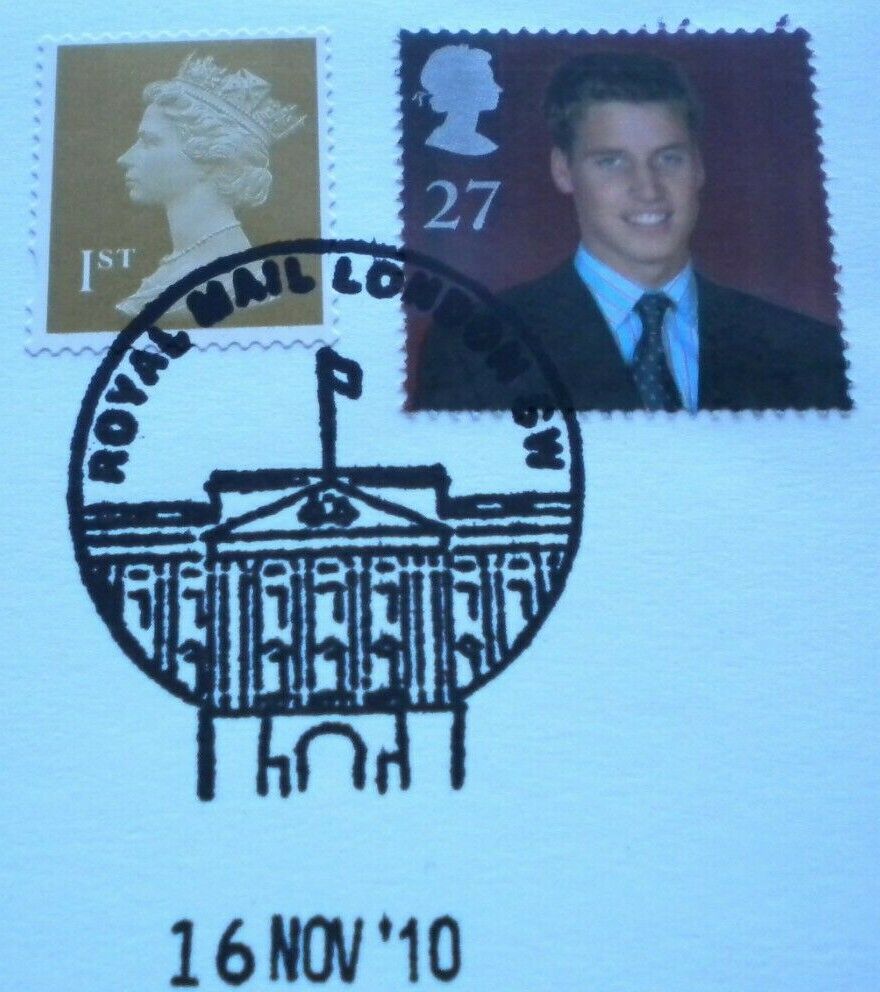 1ST
27
ROYAL MAIL LONDON SW
16 NOV '10